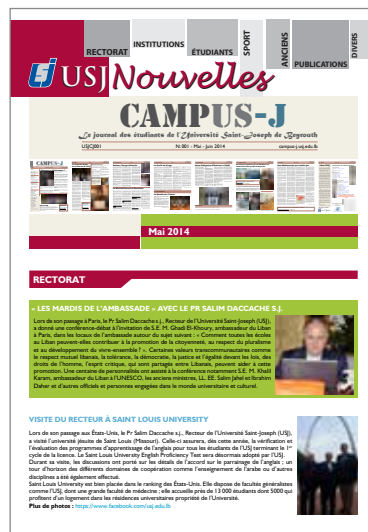 RECTORAT
INSTITUTIONS
ÉTUDIANTS
SPORT
ANCIENS
PUBLICATIONS
DIVERS
USJ Nouvelles
CAMPUS-J
Le journal des étudiants de l'Université Saint-Joseph de Beyrouth
USJCJ001 N:001 - Mai - Juin 2014 campus-j.usj.edu.lb
Mai 2014
RECTORAT
« LES MARDIS DE L'AMBASSADE » AVEC LE PR SALIM DACCACHE S.J.
Lors de son passage à Paris, le Pr Salim Daccache s.j., Recteur de l'Université Saint-Joseph (USJ),
a donné une conférence-débat à l'invitation de S.E. M. Ghadi El-Khoury, ambassadeur du Liban
à Paris, dans les locaux de l'ambassade autour du sujet suivant : « Comment toutes les écoles
au Liban peuvent-elles contribuer à la promotion de la citoyenneté, au respect du pluralisme
et au développement du vivre-ensemble ? ». Certaines valeurs transcommunautaires comme
le respect mutuel libanais, la tolérance, la démocratie, la justice et l'égalité devant les lois, des
droits de l'homme, l'esprit critique, qui sont partagés entre Libanais, peuvent aider à cette
promotion. Une centaine de personnalités ont assisté à la conférence notamment S.E. M. Khalil
Karam, ambassadeur du Liban à l'UNESCO, les anciens ministres, LL. EE. Salim Jahel et Ibrahim
Daher et d'autres officiels et personnes engagées dans le monde universitaire et culturel.
VISITE DU RECTEUR À SAINT LOUIS UNIVERSITY
Lors de son passage aux États-Unis, le Pr Salim Daccache s.j., Recteur de l'Université Saint-Joseph (USJ),
a visité l'université jésuite de Saint Louis (Missouri). Celle-ci assurera, dès cette année, la vérification et
l'évaluation des programmes d'apprentissage de l'anglais pour tous les étudiants de l'USJ terminant le 1er
cycle de la licence. Le Saint Louis University English Proficiency Test sera désormais adopté par l'USJ.
Durant sa visite, les discussions ont porté sur les détails de l'accord sur le parrainage de l'anglais ; un
tour d'horizon des différents domaines de coopération comme l'enseignement de l'arabe ou d'autres
disciplines a été également effectué.
Saint Louis University est bien placée dans le ranking des États-Unis. Elle dispose de facultés généralistes
comme l'USJ, dont une grande faculté de médecine ; elle accueille près de 13 000 étudiants dont 5000 qui
profitent d'un logement dans les résidences universitaires propriété de l'Université.
Plus de photos : https://www.facebook.com/usj.edu.lb